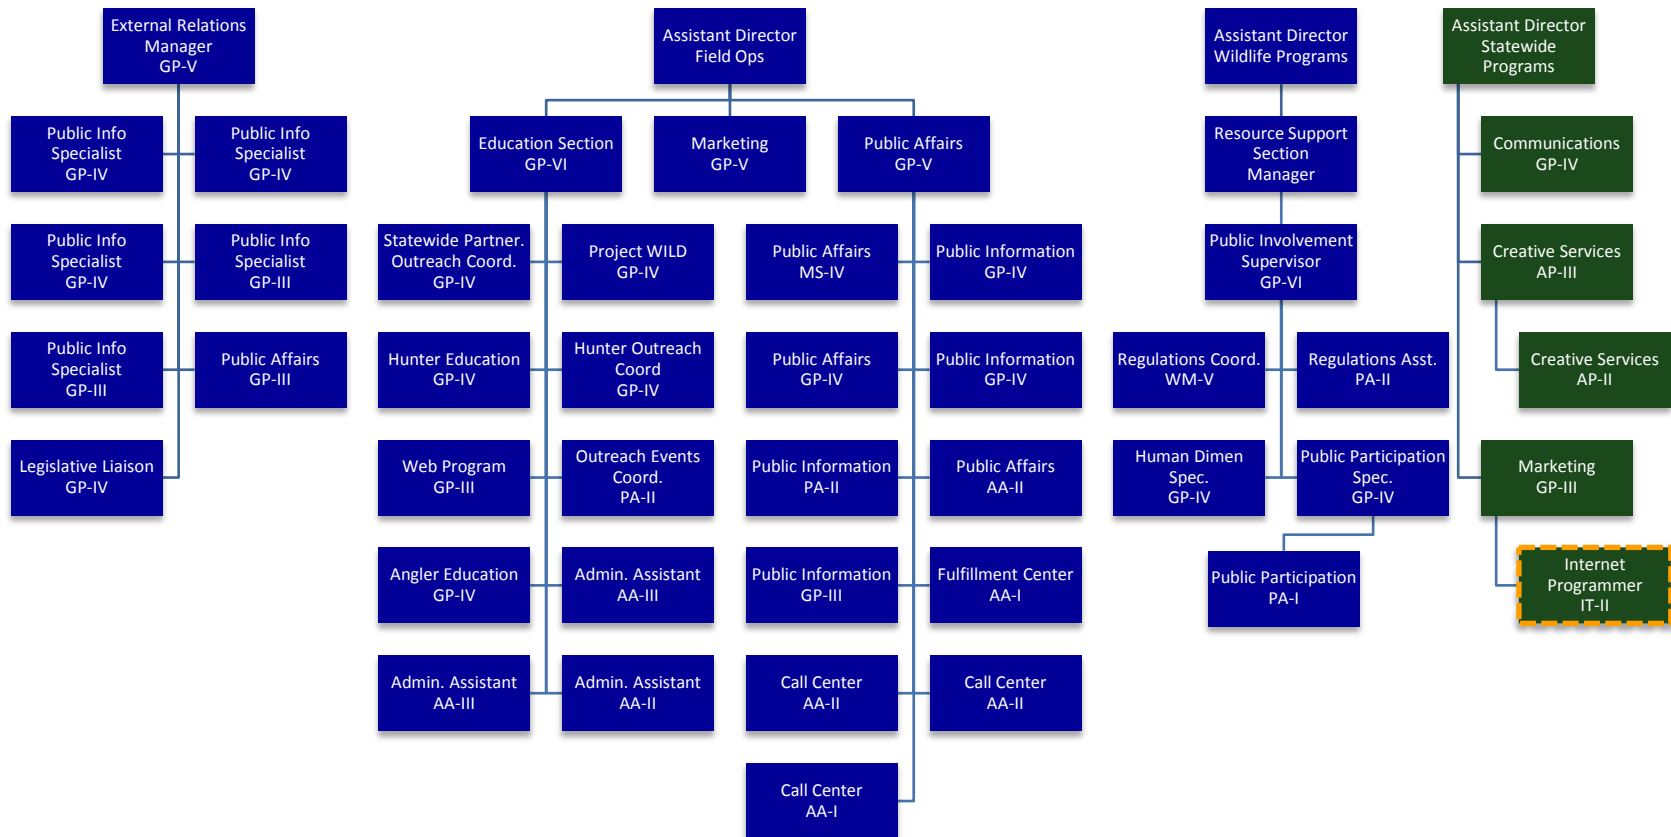 External Relations
Manager
GP-V
Public Info
Specialist
GP-IV
Public Info
Specialist
GP-IV
Public Info
Specialist
GP-IV
Public Info
Specialist
GP-III
Public Info
Specialist
GP-III
Public Affairs
GP-III
Legislative Liaison
GP-IV
Assistant Director
Field Ops
Education Section
GP-VI
Marketing
GP-V
Public Affairs
GP-V
Statewide Partner.
Outreach Coord.
GP-IV
Project WILD
GP-IV
Hunter Education
GP-IV
Hunter Outreach
Coord
GP-IV
Web Program
GP-III
Outreach Events
Coord.
PA-II
Angler Education
GP-IV
Admin. Assistant
AA-III
Admin. Assistant
AA-III
Admin. Assistant
AA-II
Public Affairs
MS-IV
Public Information
GP-IV
Public Affairs
GP-IV
Public Information
GP-IV
Public Information
PA-II
Public Affairs
AA-II
Public Information
GP-III
Fulfillment Center
AA-I
Call Center
AA-II
Call Center
AA-II
Call Center
AA-I
Assistant Director
Wildlife Programs
Resource Support
Section
Manager
Public Involvement
Supervisor
GP-VI
Regulations Coord.
WM-V
Regulations Asst.
PA-II
Human Dimen
Spec.
GP-IV
Public Participation
Spec.
GP-IV
Public Participation
PA-I
Assistant Director
Statewide
Programs
Communications
GP-IV
Creative Services
AP-III
Creative Services
AP-II
Marketing
GP-III
Internet
Programmer
IT-II